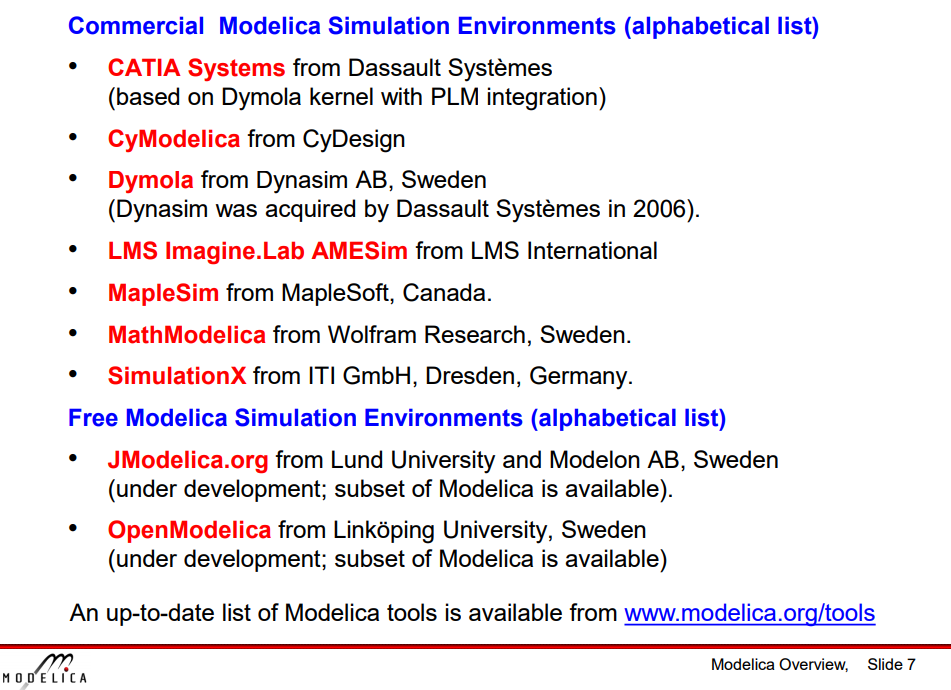 Commercial  Modelica Simulation Environments (alphabetical list)
• CATIA Systems from Dassault Systèmes
(based on Dymola kernel with PLM integration)
• CyModelica from CyDesign
• Dymola from Dynasim AB, Sweden
(Dynasim was acquired by Dassault Systèmes in 2006).
• LMS Imagine.Lab AMESim from LMS International
• MapleSim from MapleSoft, Canada.
• MathModelica from Wolfram Research, Sweden.
• SimulationX from ITI GmbH, Dresden, Germany.
Free Modelica Simulation Environments (alphabetical list)
• JModelica.org from Lund University and Modelon AB, Sweden
(under development; subset of Modelica is available).
• OpenModelica from Linköping University, Sweden
(under development; subset of Modelica is available)
An up-to-date list of Modelica tools is available from www.modelica.org/tools
MODELICA
Modelica Overview, Slide 7